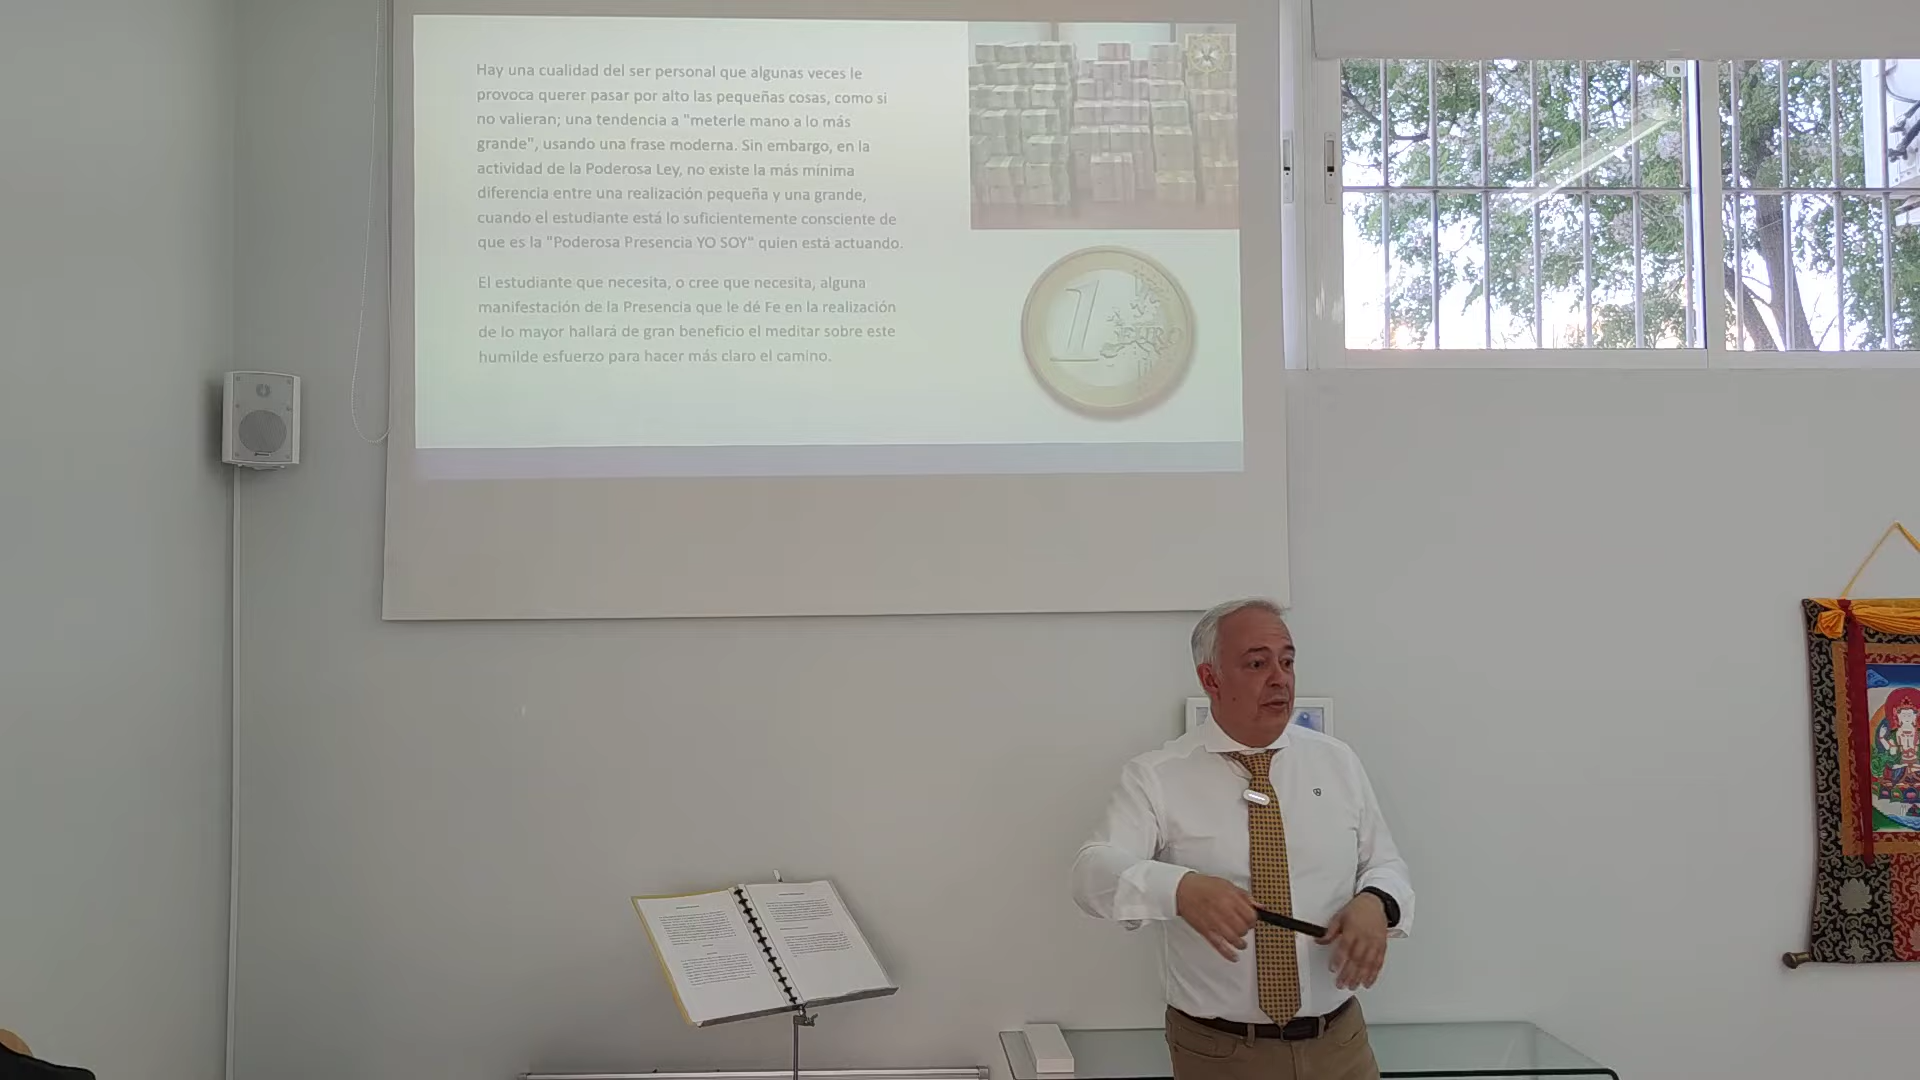 Hay una cualidad del ser personal que algunas veces le
provoca querer pasar por alto las pequeñas cosas, como si
no valieran; una tendencia a "meterle mano a lo más
grande", usando una frase moderna. Sin embargo, en la
actividad de la Poderosa Ley, no existe la más mínima
diferencia entre una realización pequeña y una grande,
cuando el estudiante está lo suficientemente consciente de
que es la "Poderosa Presencia YO SOY" quien está actuando.
El estudiante que necesita, o cree que necesita, alguna
manifestación de la Presencia que le dé Fe en la realización
de lo mayor hallará de gran beneficio el meditar sobre este
humilde esfuerzo para hacer más claro el camino.
1 EURO